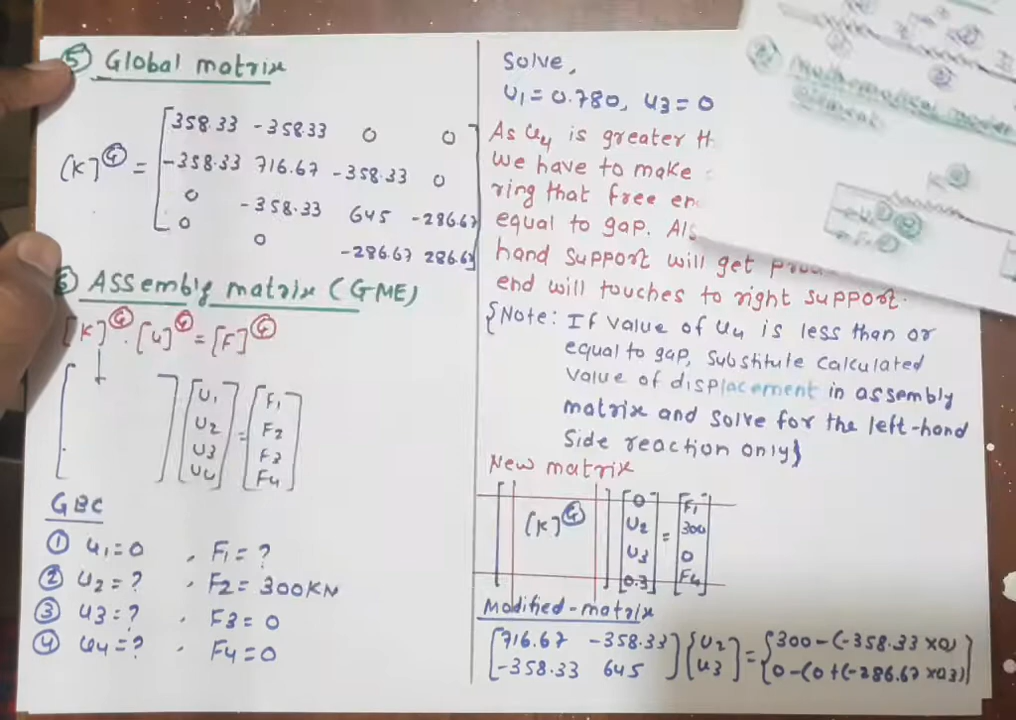 5 Global matrix
[K]G =
358.33 -358.33 0 0
-358.33 716.67 -358.33 0
0 -358.33 645 -286.67
0 0 -286.67 286.67
6 Assembly matrix (GME)
[K]G . [u]G = [F]G
U1 F1
U2 = F2
U3 F3
U4 F4
GBC
1 u1=0 , F1=?
2 u2=? , F2=300KN
3 u3=? , F3=0
4 u4=? , F4=0
Solve,
U1=0.780, u3=0
As u4 is greater
We have to make
ring that free
equal to gap.
hand support will get
end will touches to right support.
{Note: If value of u4 is less than or
equal to gap, substitute calculated
value of displacement in assembly
matrix and solve for the left-hand
side reaction only}
New matrix
[K]G
0 F1
U2 = 300
U3 0
0.3 F4
Modified-matrix
[716.67 -358.33] {U2} = {300-(-358.33x0)}
[-358.33 645] {u3} {0-(0+(-286.67x03)}